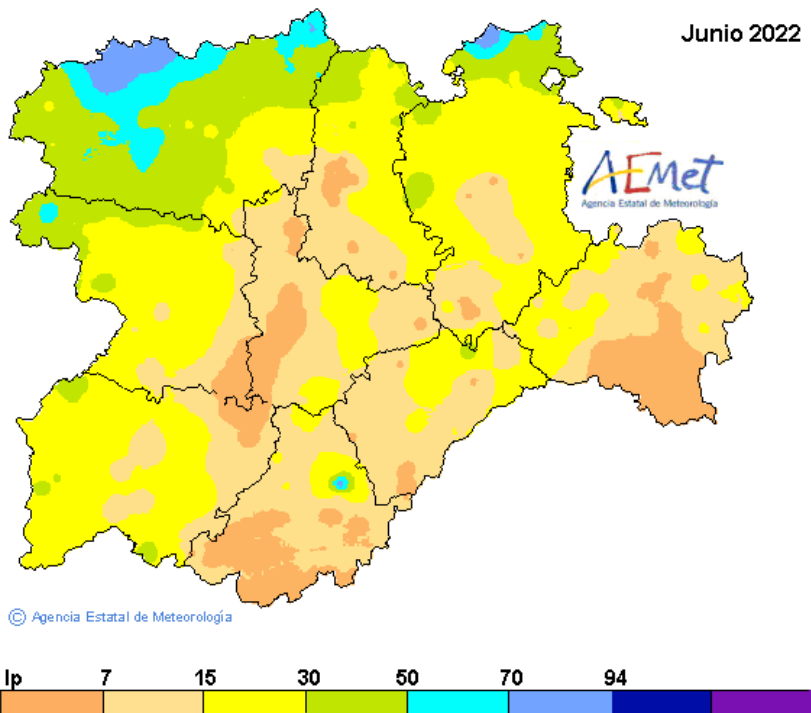 Junio 2022
AEMet
Agencia Estatal de Meteorología
© Agencia Estatal de Meteorología
Ip 7 15 30 50 70 94